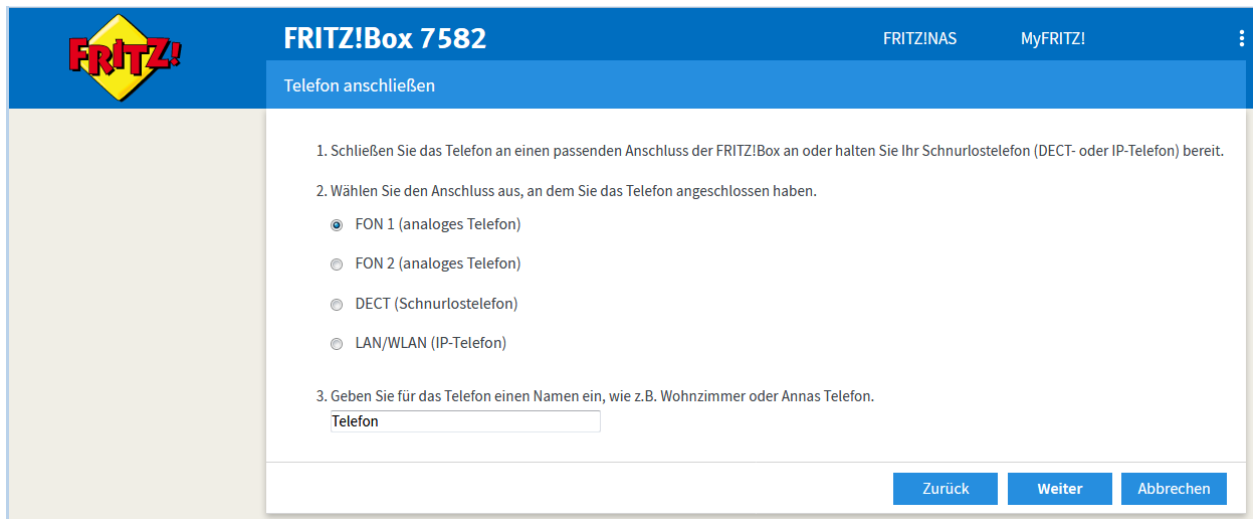 FRITZ!
FRITZ!Box 7582
FRITZ!NAS
MyFRITZ!
Telefon anschließen
1. Schließen Sie das Telefon an einen passenden Anschluss der FRITZ!Box an oder halten Sie Ihr Schnurlostelefon (DECT- oder IP-Telefon) bereit.
2. Wählen Sie den Anschluss aus, an dem Sie das Telefon angeschlossen haben.
FON 1 (analoges Telefon)
FON 2 (analoges Telefon)
DECT (Schnurlostelefon)
LAN/WLAN (IP-Telefon)
3. Geben Sie für das Telefon einen Namen ein, wie z.B. Wohnzimmer oder Annas Telefon.
Telefon
Zurück
Weiter
Abbrechen